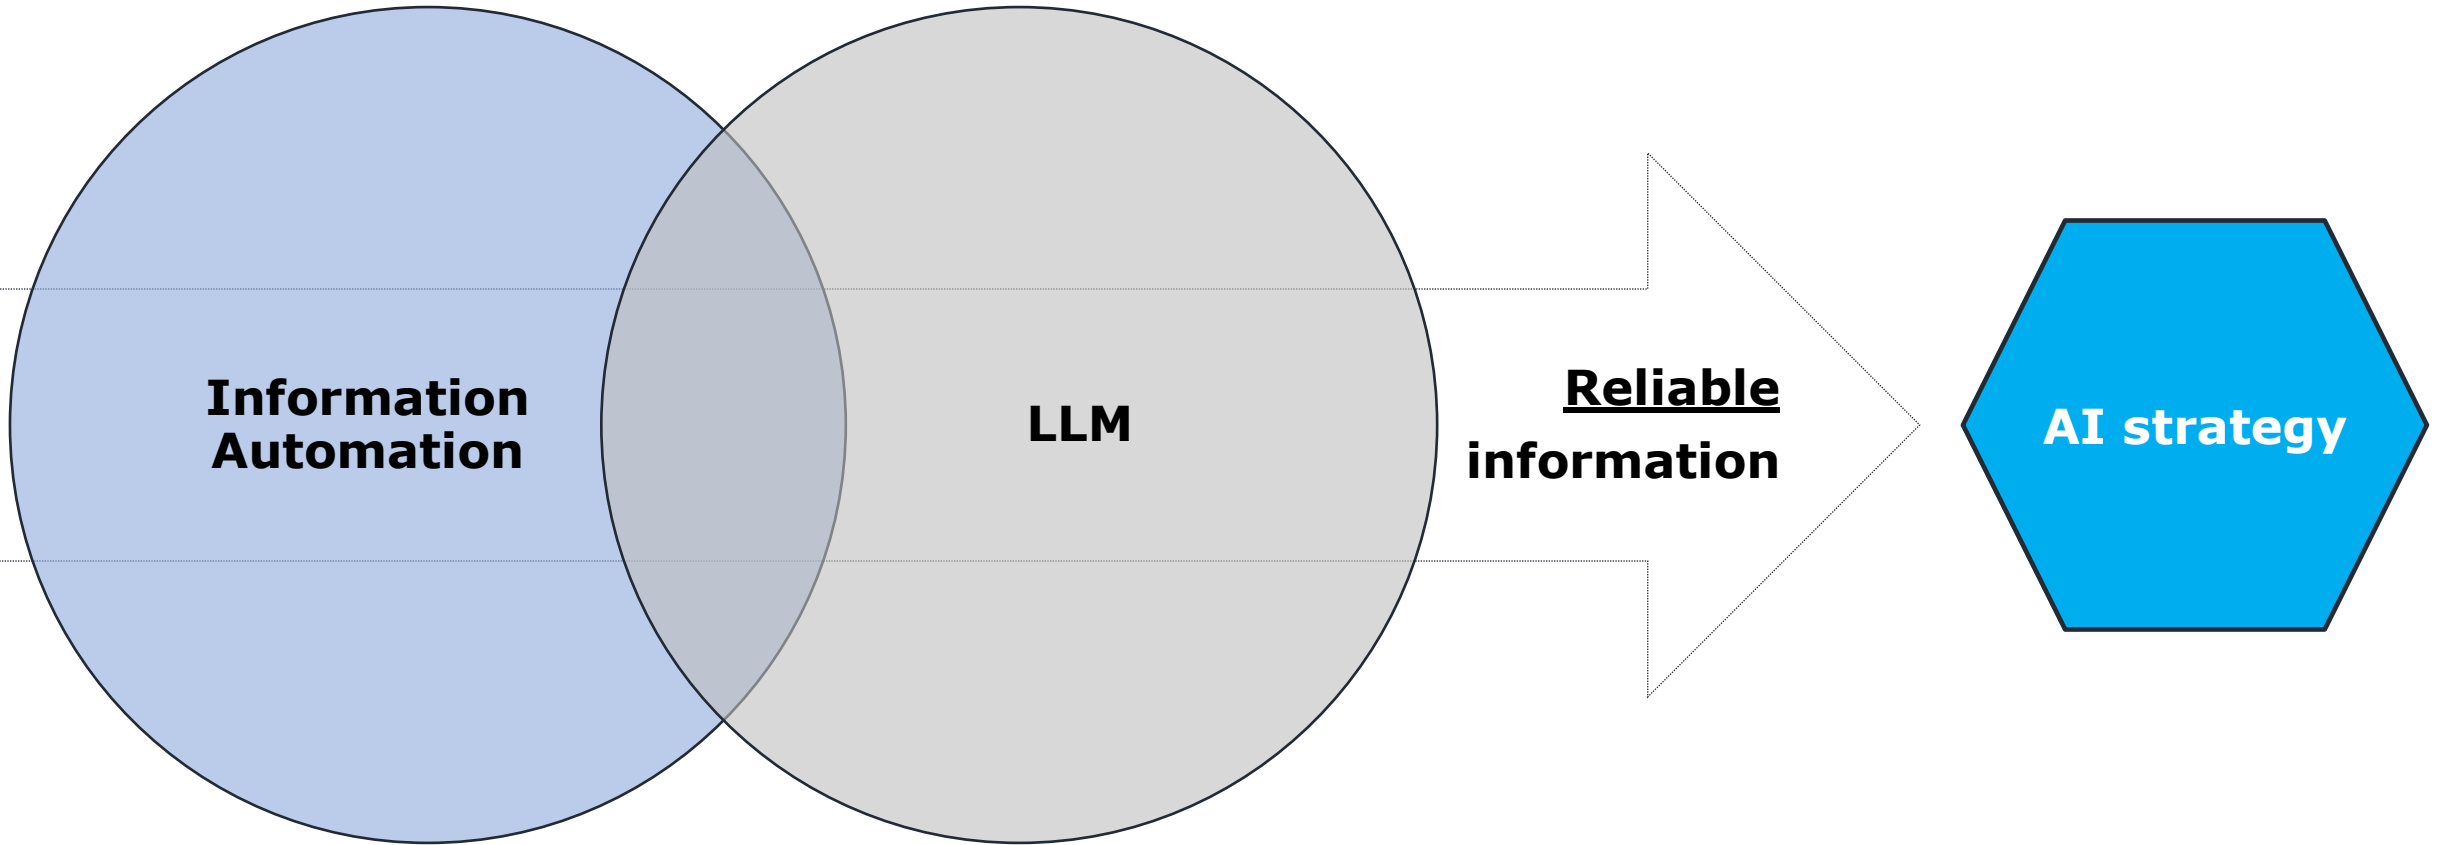 Information
Automation
LLM
Reliable
information
AI strategy